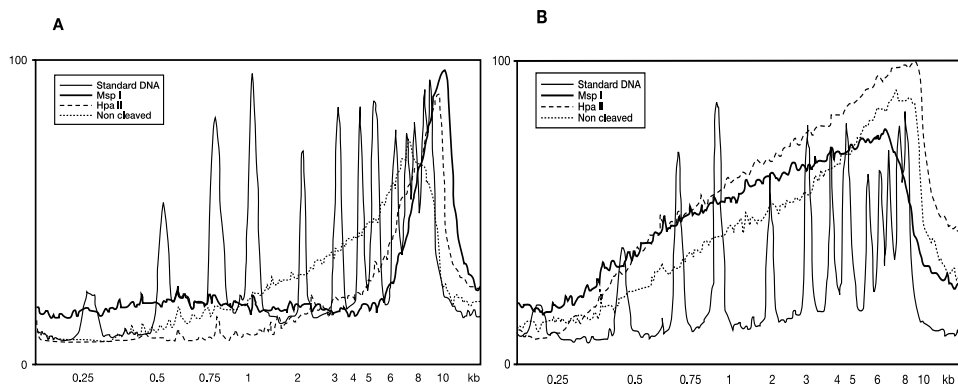 A
100
Standard DNA
Msp I
Hpa II
Non cleaved
0
0.25 0.5 0.75 1 2 3 4 5 6 8 10 kb
B
100
Standard DNA
Msp I
Hpa II
Non cleaved
0
0.25 0.5 0.75 1 2 3 4 5 6 8 10 kb